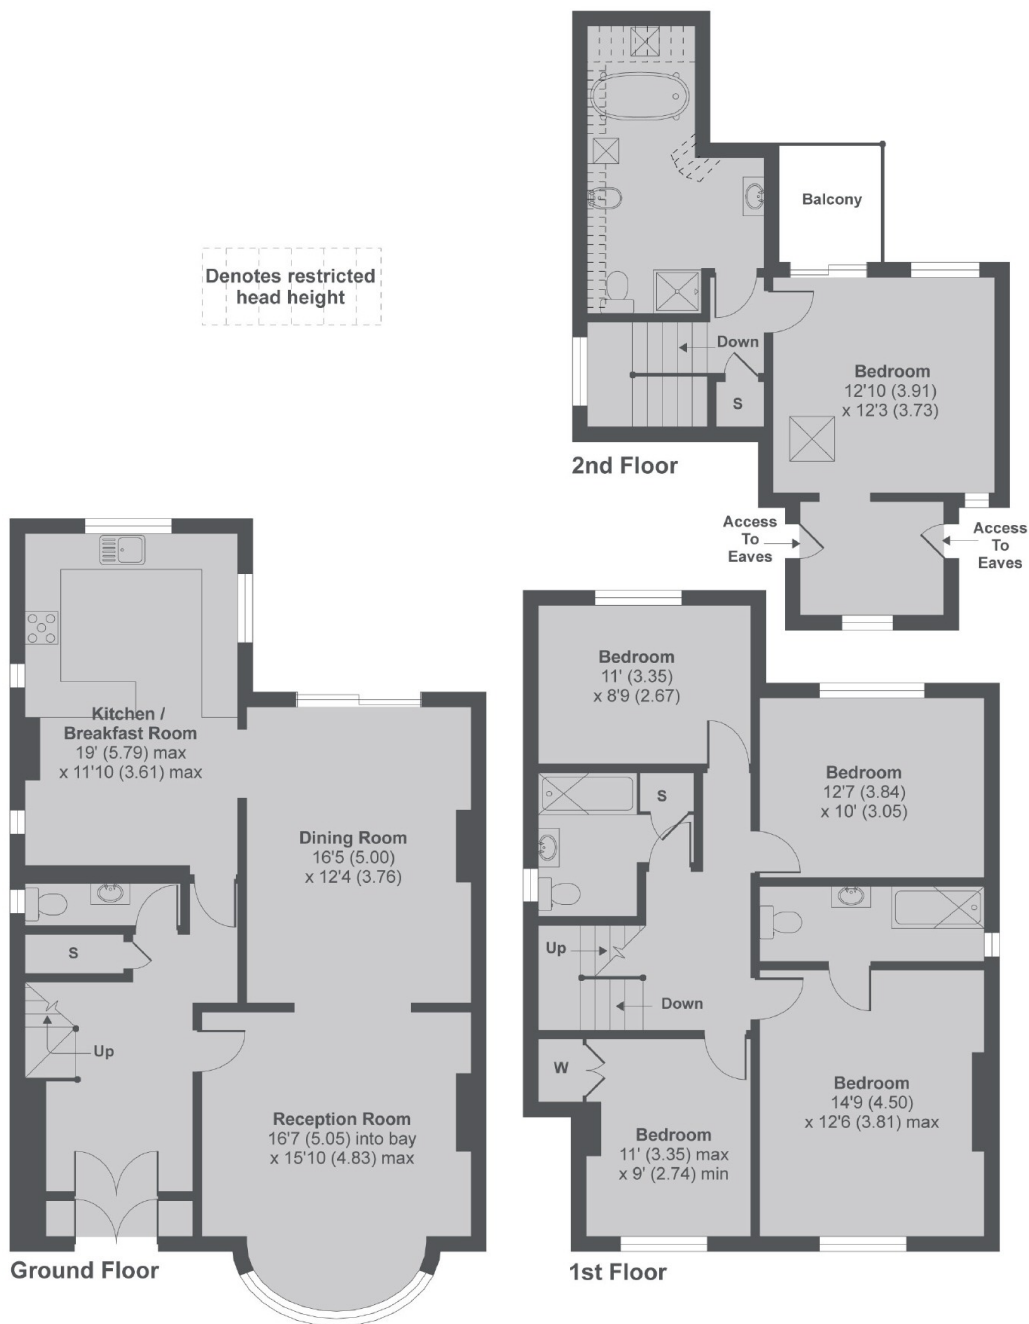 Balcony
Denotes restricted
head height
Down
S
Bedroom
12'10 (3.91)
x 12'3 (3.73)
2nd Floor
Access
To
Eaves
Access
To
Eaves
Kitchen /
Breakfast Room
19' (5.79) max
x 11'10 (3.61) max
Dining Room
16'5 (5.00)
x 12'4 (3.76)
S
Up
Reception Room
16'7 (5.05) into bay
x 15'10 (4.83) max
Ground Floor
Bedroom
11' (3.35)
x 8'9 (2.67)
Bedroom
12'7 (3.84)
x 10' (3.05)
S
Up
Down
W
Bedroom
11' (3.35) max
x 9' (2.74) min
Bedroom
14'9 (4.50)
x 12'6 (3.81) max
1st Floor